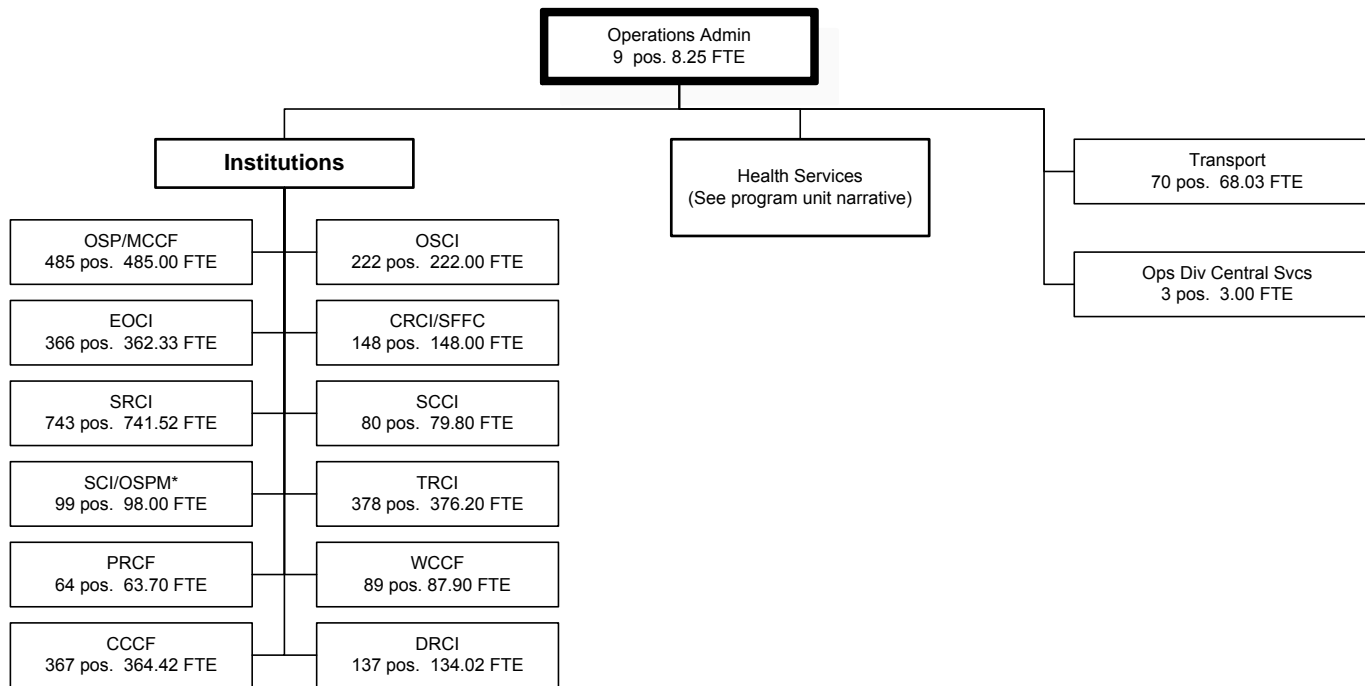 Operations Admin
9 pos. 8.25 FTE
Institutions
Health Services
(See program unit narrative)
Transport
70 pos. 68.03 FTE
Ops Div Central Svcs
3 pos. 3.00 FTE
OSP/MCCF
485 pos. 485.00 FTE
OSCI
222 pos. 222.00 FTE
EOCI
366 pos. 362.33 FTE
CRCI/SFFC
148 pos. 148.00 FTE
SRCI
743 pos. 741.52 FTE
SCCI
80 pos. 79.80 FTE
SCI/OSPM*
99 pos. 98.00 FTE
TRCI
378 pos. 376.20 FTE
PRCF
64 pos. 63.70 FTE
WCCF
89 pos. 87.90 FTE
CCCF
367 pos. 364.42 FTE
DRCI
137 pos. 134.02 FTE